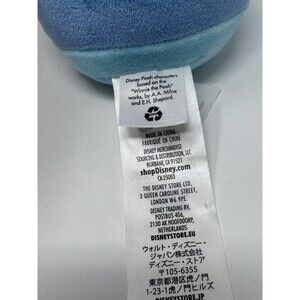 Disney Pooh characters
based on the
"Winnie the Pooh"
works, by A.A. Milne
and E.H. Shepard.
MADE IN CHINA
FABRIQUÉ EN CHINE
DISNEY MERCHANDISE
SOURCING & DISTRIBUTION, LLC
BURBANK, CA 91521
shopDisney.com
CA 25083
THE DISNEY STORE LTD.
3 QUEEN CAROLINE STREET
LONDON W6 9PE
DISNEY TRADING BV,
POSTBUS 406,
2130 AK HOOFDDORP,
NETHERLANDS
DISNEYSTORE.EU
ウォルト・ディズニー・
ジャパン株式会社
ディズニー・ストア
〒105-6355
東京都港区虎ノ門
1-23-1虎ノ門ヒルズ
DISNEYSTORE.JP